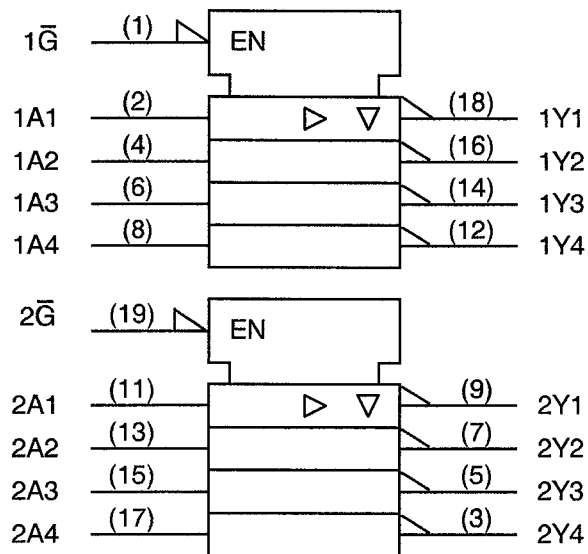 1G̅ (1) EN
1A1 (2) (18) 1Y1
1A2 (4) (16) 1Y2
1A3 (6) (14) 1Y3
1A4 (8) (12) 1Y4
2G̅ (19) EN
2A1 (11) (9) 2Y1
2A2 (13) (7) 2Y2
2A3 (15) (5) 2Y3
2A4 (17) (3) 2Y4